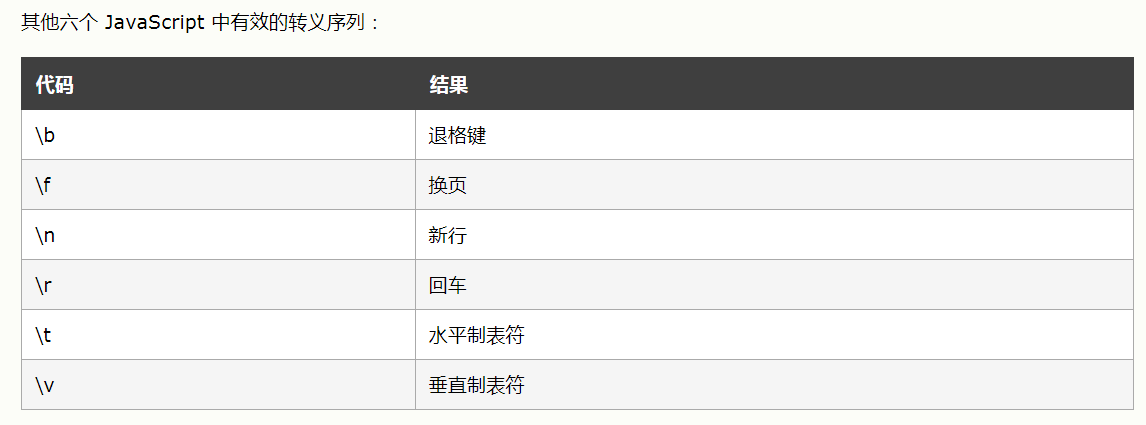 其他六个 JavaScript 中有效的转义序列：
代码 结果
\b 退格键
\f 换页
\n 新行
\r 回车
\t 水平制表符
\v 垂直制表符